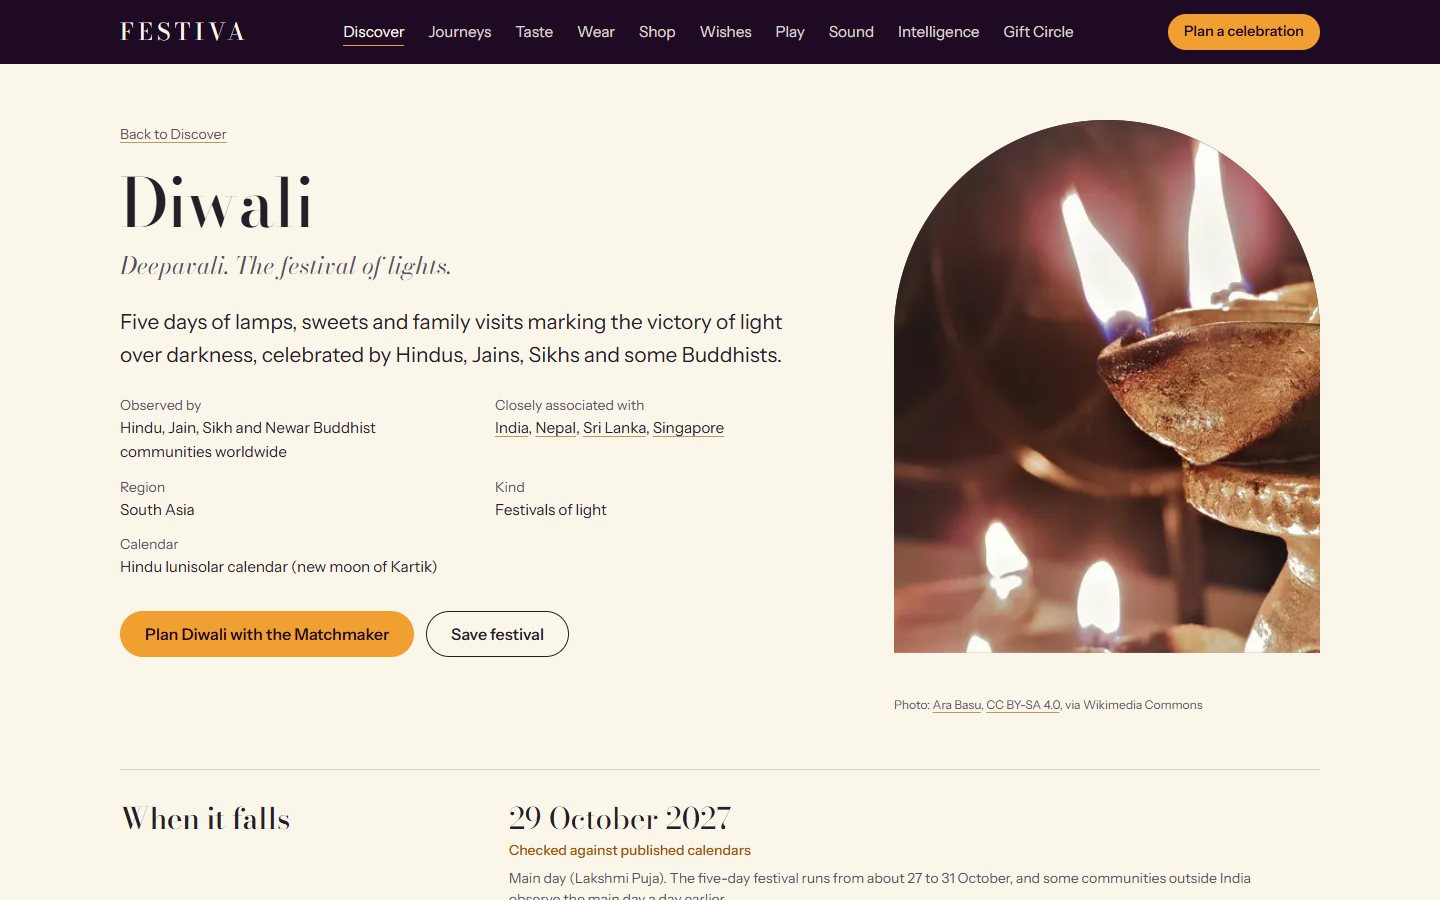 FESTIVA
Discover Journeys Taste Wear Shop Wishes Play Sound Intelligence Gift Circle
Plan a celebration
Back to Discover
Diwali
Deepavali. The festival of lights.
Five days of lamps, sweets and family visits marking the victory of light
over darkness, celebrated by Hindus, Jains, Sikhs and some Buddhists.
Observed by
Hindu, Jain, Sikh and Newar Buddhist
communities worldwide
Closely associated with
India, Nepal, Sri Lanka, Singapore
Region
South Asia
Kind
Festivals of light
Calendar
Hindu lunisolar calendar (new moon of Kartik)
Plan Diwali with the Matchmaker
Save festival
Photo: Ara Basu, CC BY-SA 4.0, via Wikimedia Commons
When it falls
29 October 2027
Checked against published calendars
Main day (Lakshmi Puja). The five-day festival runs from about 27 to 31 October, and some communities outside India
observe the main day a day earlier.